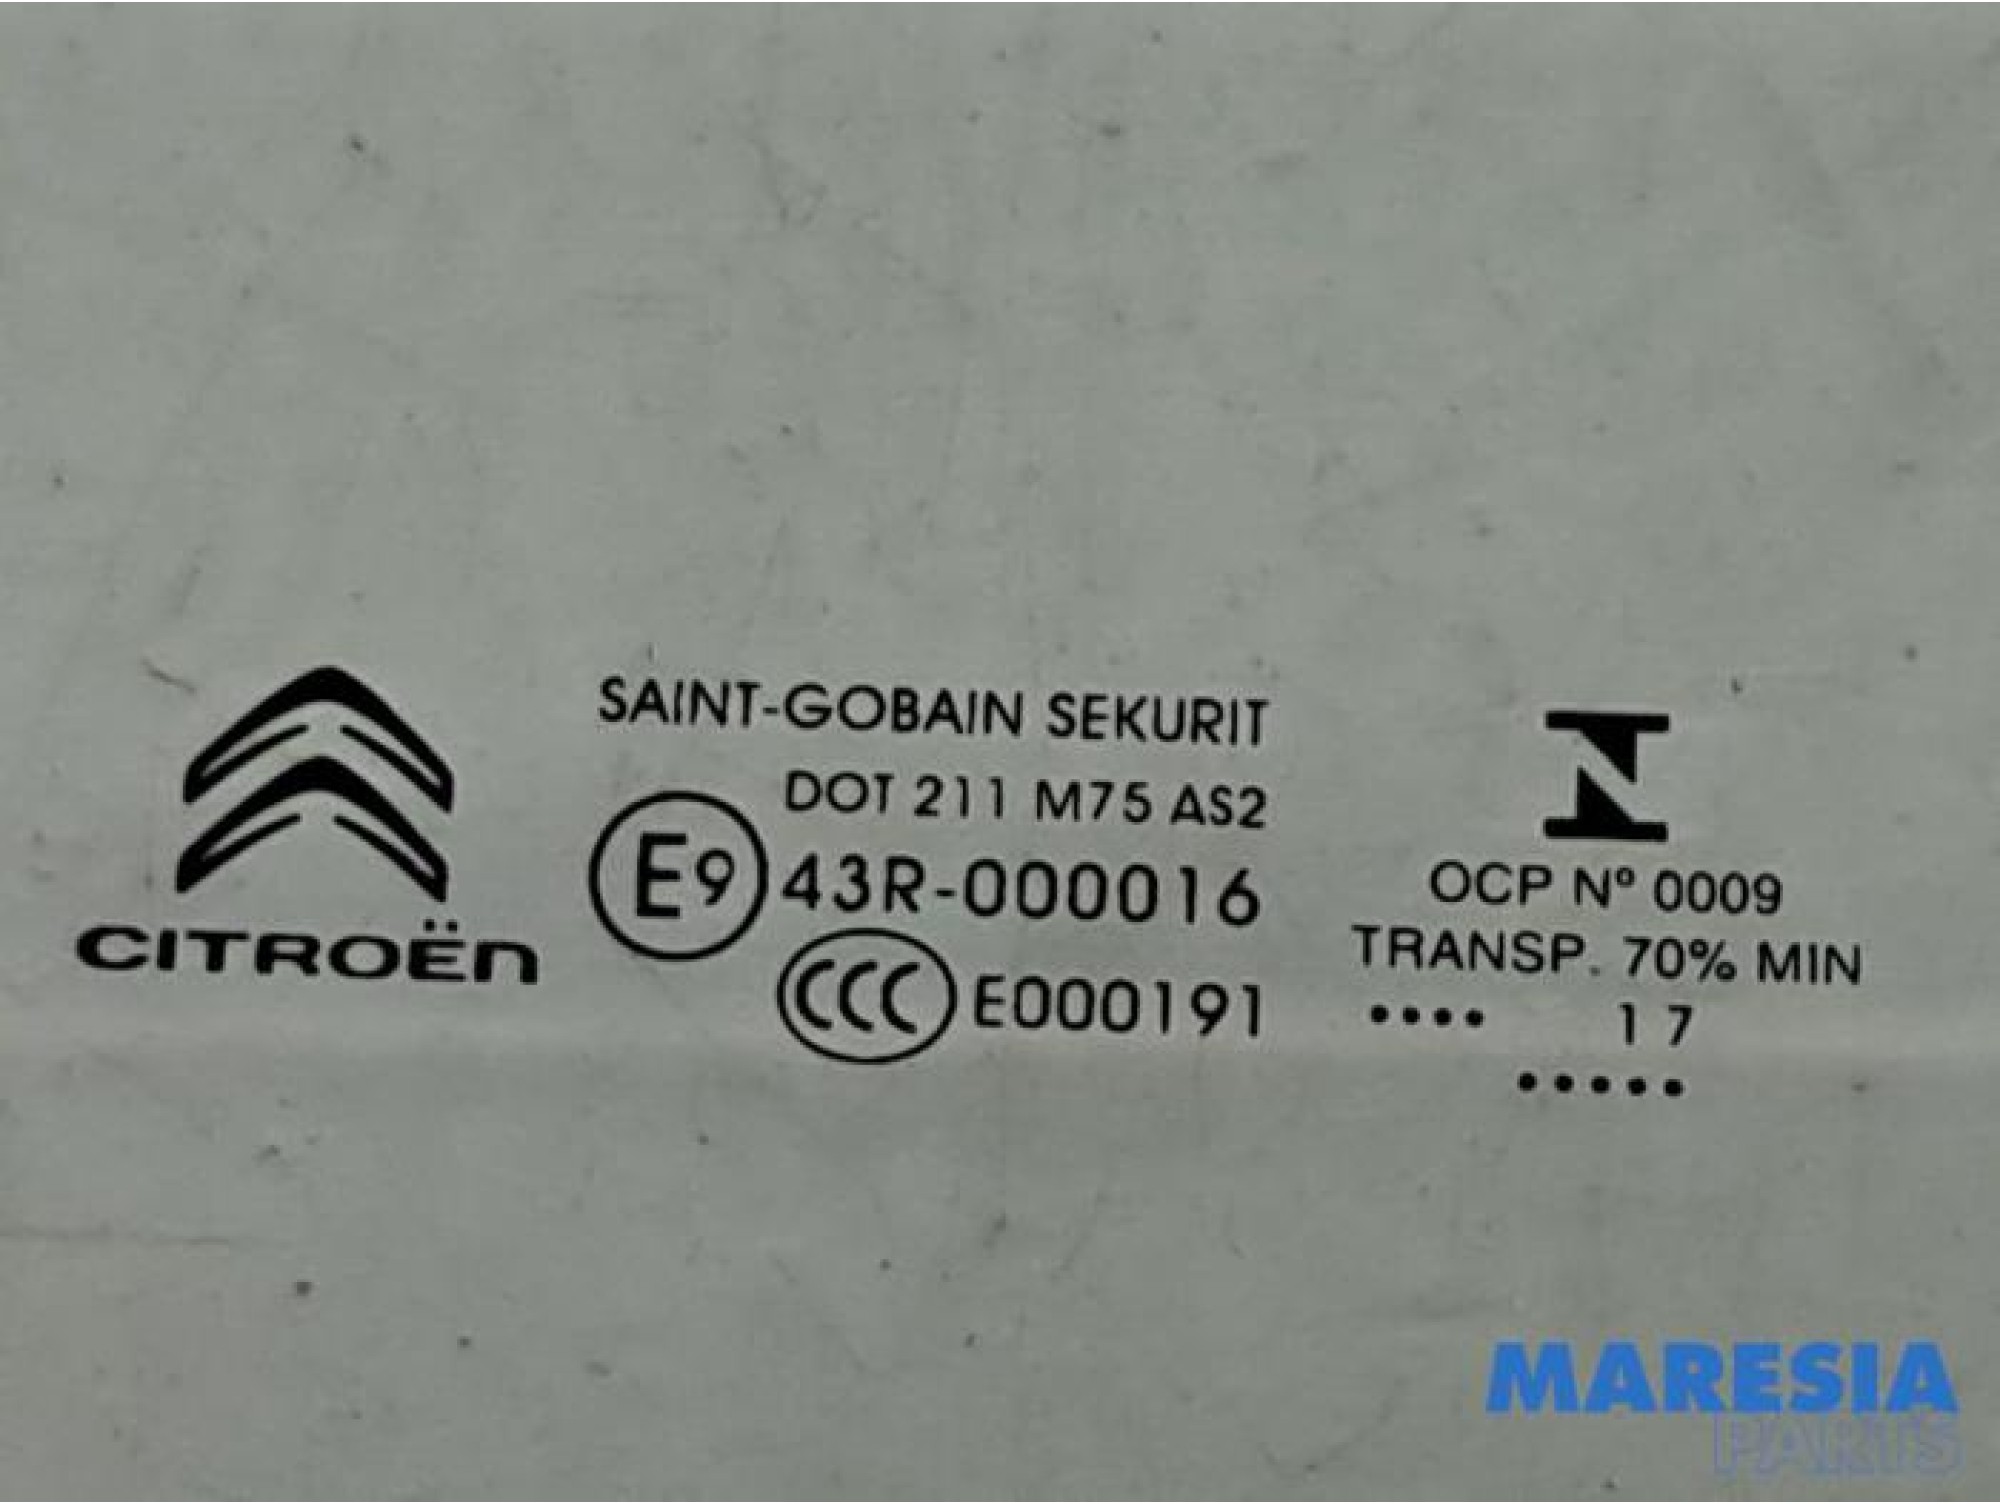 CITROËN
SAINT-GOBAIN SEKURIT
DOT 211 M75 AS2
E9 43R-000016
CCC E000191
OCP Nº 0009
TRANSP. 70% MIN
.... 17
.....
MARESIA
PARTS